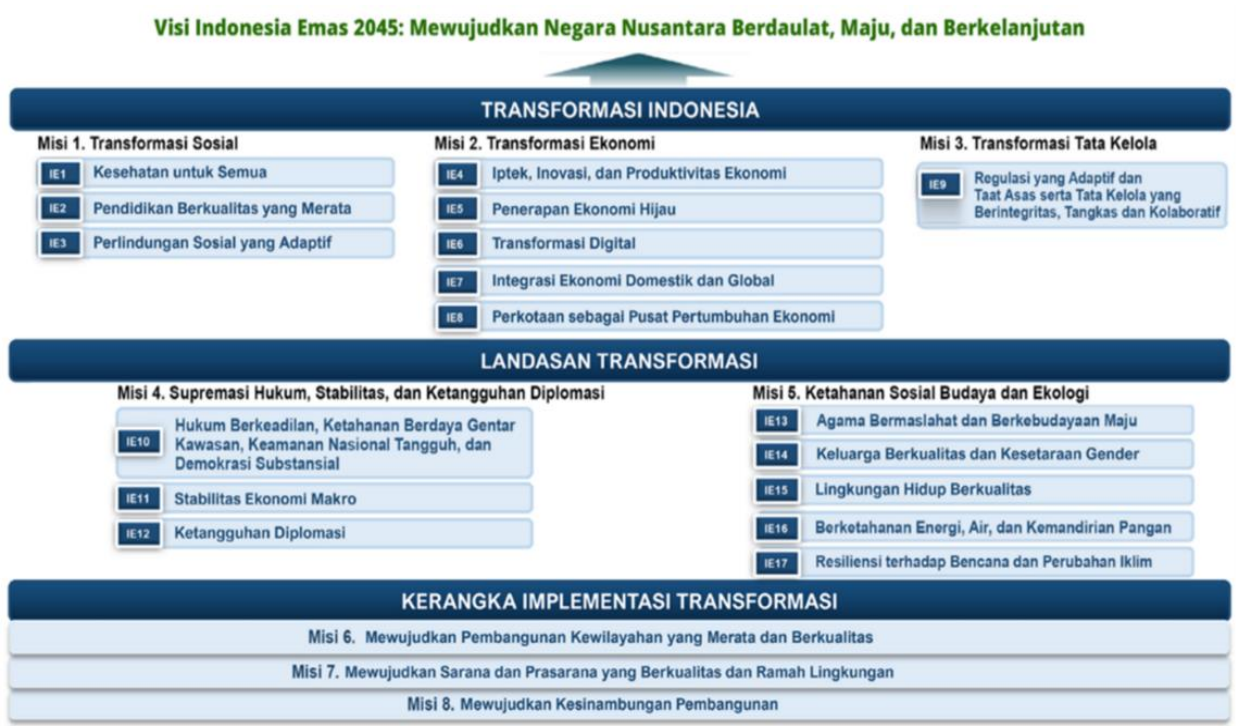 Visi Indonesia Emas 2045: Mewujudkan Negara Nusantara Berdaulat, Maju, dan Berkelanjutan
TRANSFORMASI INDONESIA
Misi 1. Transformasi Sosial
IE1 Kesehatan untuk Semua
IE2 Pendidikan Berkualitas yang Merata
IE3 Perlindungan Sosial yang Adaptif
Misi 2. Transformasi Ekonomi
IE4 Iptek, Inovasi, dan Produktivitas Ekonomi
IE5 Penerapan Ekonomi Hijau
IE6 Transformasi Digital
IE7 Integrasi Ekonomi Domestik dan Global
IE8 Perkotaan sebagai Pusat Pertumbuhan Ekonomi
Misi 3. Transformasi Tata Kelola
IE9 Regulasi yang Adaptif dan
Taat Asas serta Tata Kelola yang
Berintegritas, Tangkas dan Kolaboratif
LANDASAN TRANSFORMASI
Misi 4. Supremasi Hukum, Stabilitas, dan Ketangguhan Diplomasi
IE10 Hukum Berkeadilan, Ketahanan Berdaya Gentar
Kawasan, Keamanan Nasional Tangguh, dan
Demokrasi Substansial
IE11 Stabilitas Ekonomi Makro
IE12 Ketangguhan Diplomasi
Misi 5. Ketahanan Sosial Budaya dan Ekologi
IE13 Agama Bermaslahat dan Berkebudayaan Maju
IE14 Keluarga Berkualitas dan Kesetaraan Gender
IE15 Lingkungan Hidup Berkualitas
IE16 Berketahanan Energi, Air, dan Kemandirian Pangan
IE17 Resiliensi terhadap Bencana dan Perubahan Iklim
KERANGKA IMPLEMENTASI TRANSFORMASI
Misi 6. Mewujudkan Pembangunan Kewilayahan yang Merata dan Berkualitas
Misi 7. Mewujudkan Sarana dan Prasarana yang Berkualitas dan Ramah Lingkungan
Misi 8. Mewujudkan Kesinambungan Pembangunan